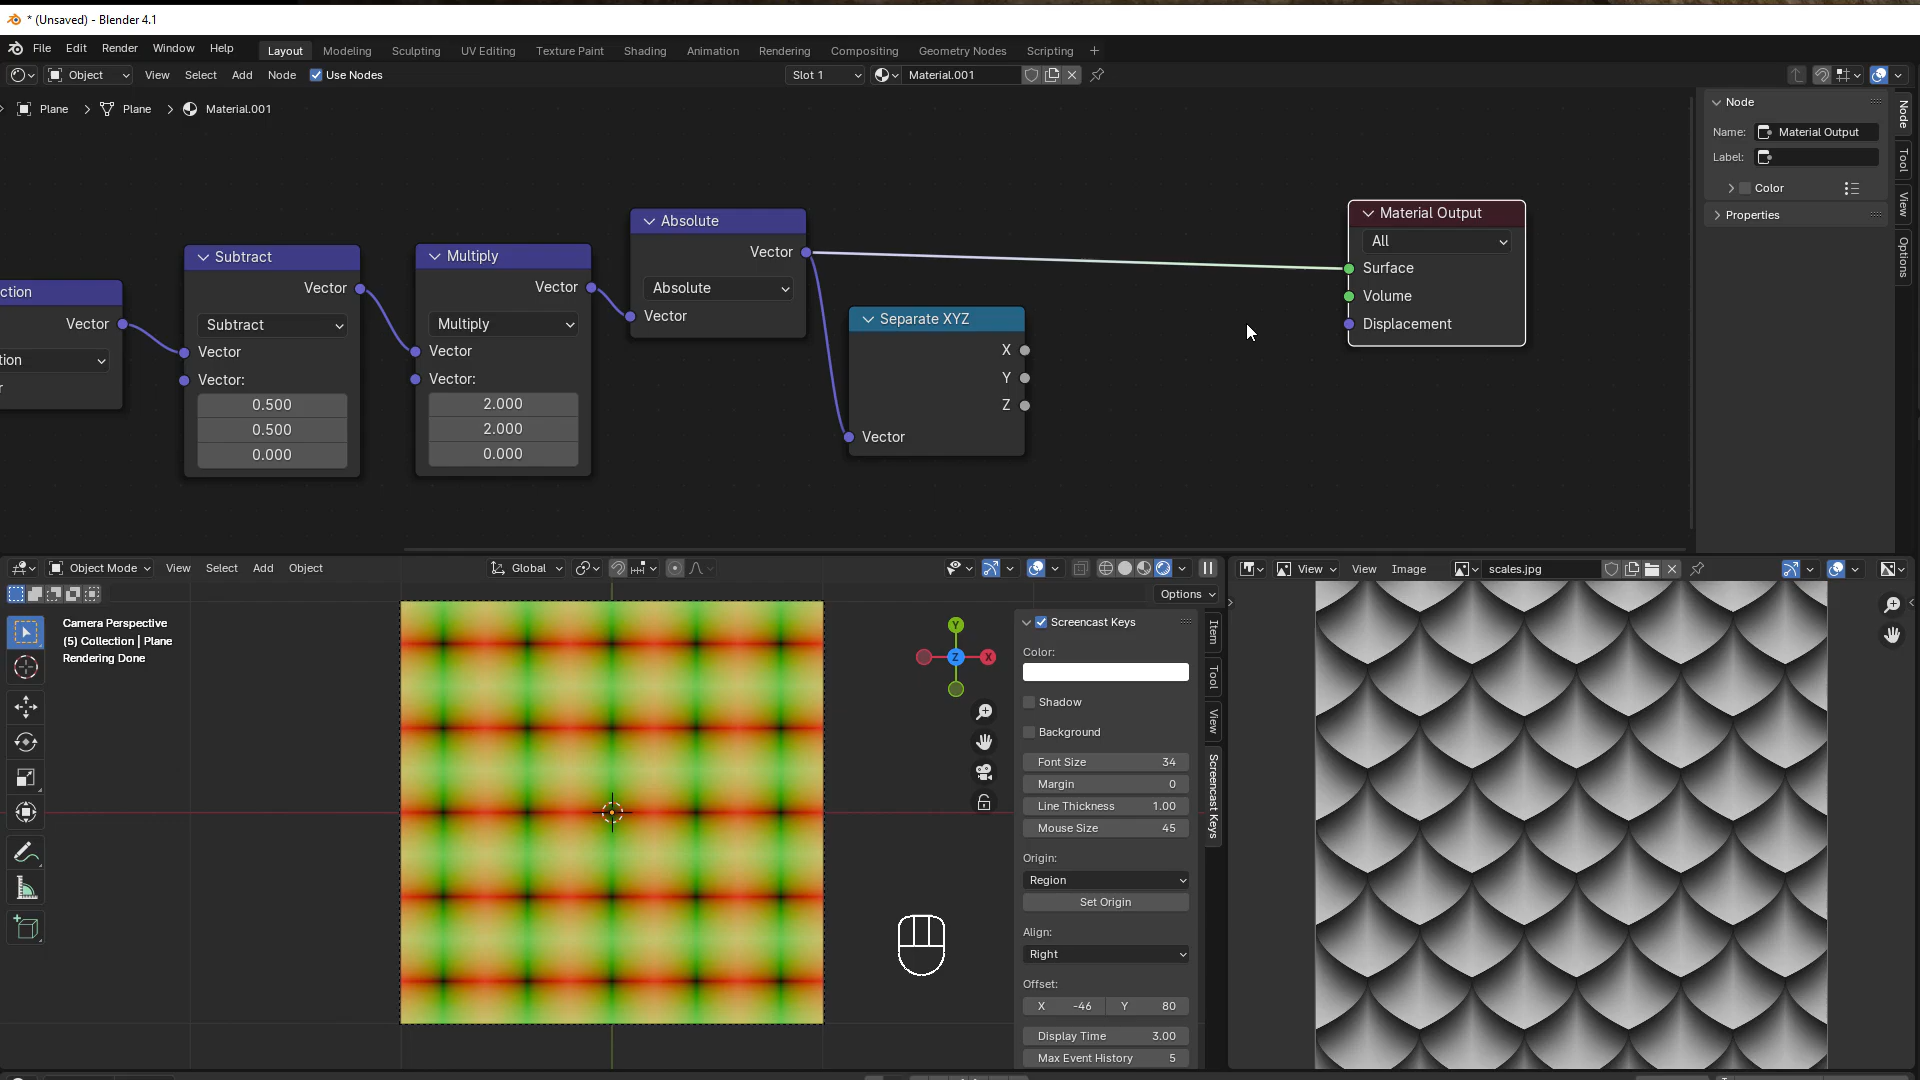 * (Unsaved) - Blender 4.1
File Edit Render Window Help Layout Modeling Sculpting UV Editing Texture Paint Shading Animation Rendering Compositing Geometry Nodes Scripting
Object View Select Add Node Use Nodes Slot 1 Material.001
Plane Plane Material.001
Node
Name: Material Output
Label:
Color
Properties
Node
Tool
View
Options
ction
Vector
tion
Subtract
Vector
Subtract
Vector
Vector:
0.500
0.500
0.000
Multiply
Vector
Multiply
Vector
Vector:
2.000
2.000
0.000
Absolute
Vector
Absolute
Vector
Separate XYZ
X
Y
Z
Vector
Material Output
All
Surface
Volume
Displacement
Object Mode View Select Add Object Global
Options
Camera Perspective
(5) Collection | Plane
Rendering Done
Y
X
Z
Screencast Keys
Color:
Shadow
Background
Font Size 34
Margin 0
Line Thickness 1.00
Mouse Size 45
Origin:
Region
Set Origin
Align:
Right
Offset:
X -46 Y 80
Display Time 3.00
Max Event History 5
Item
Tool
View
Screencast Keys
View View Image scales.jpg